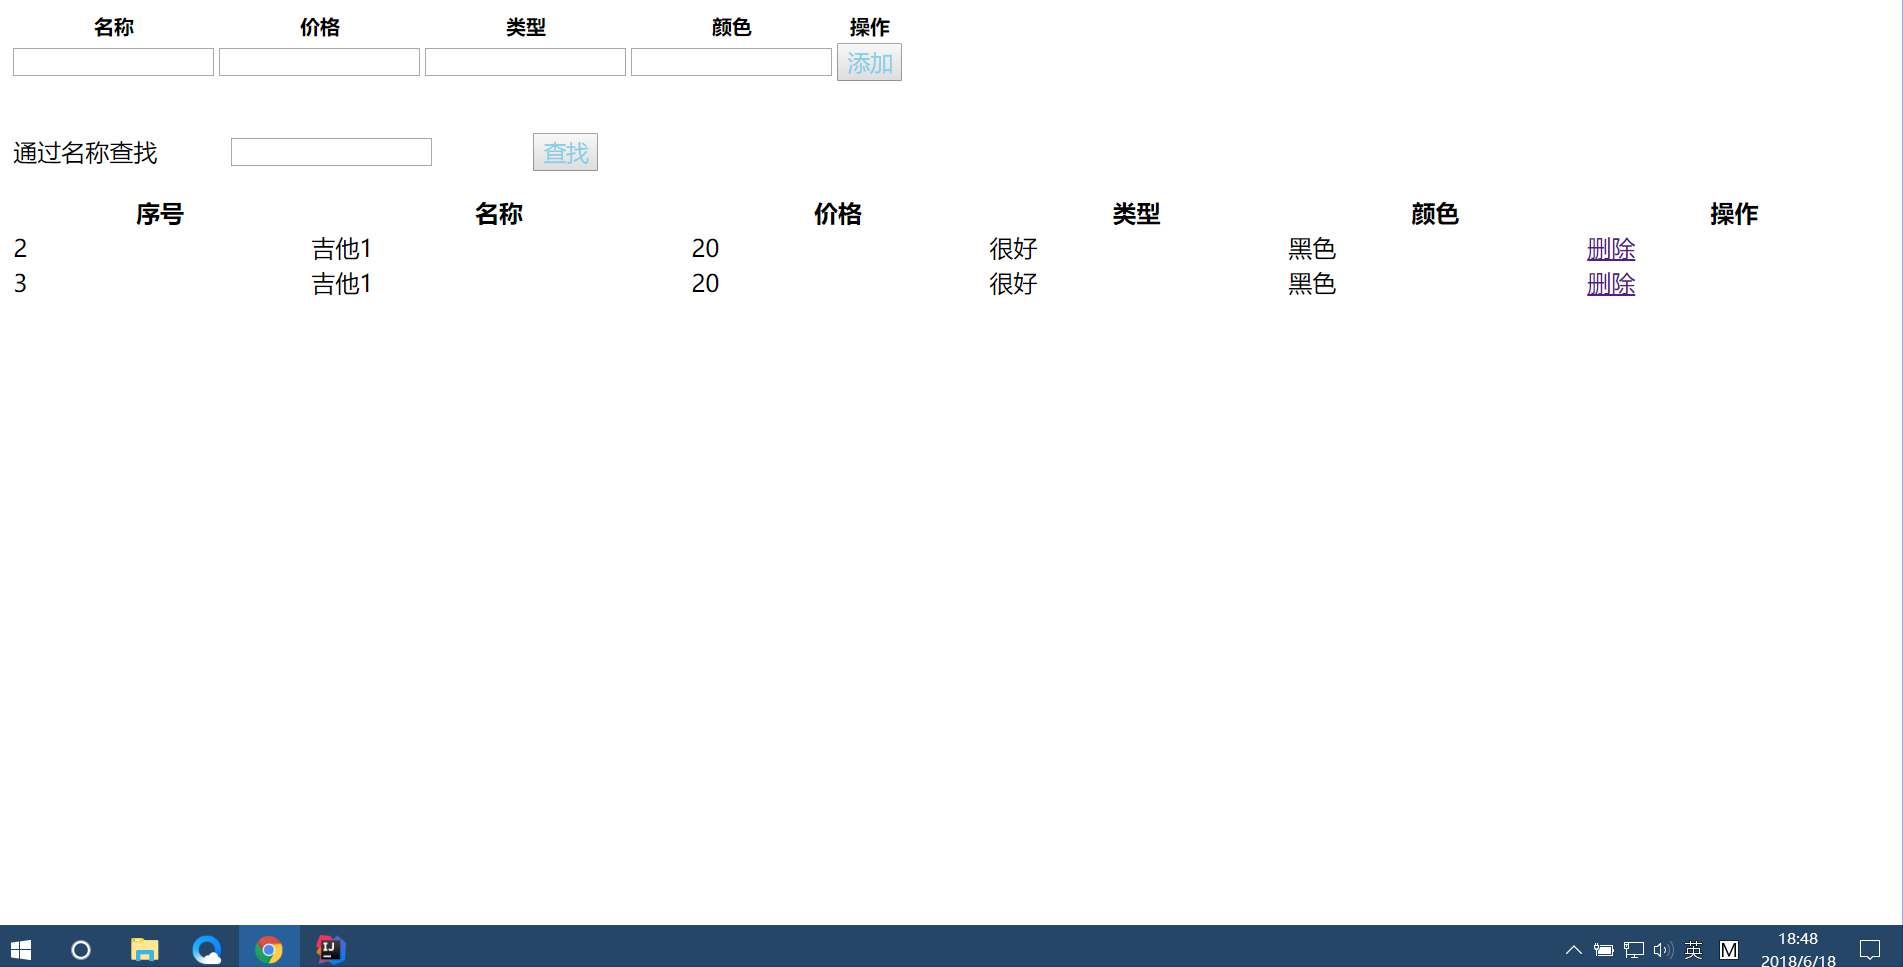 名称 价格 类型 颜色 操作
添加
通过名称查找 查找
序号 名称 价格 类型 颜色 操作
2 吉他1 20 很好 黑色 删除
3 吉他1 20 很好 黑色 删除
IJ
英 M 18:48
2018/6/18